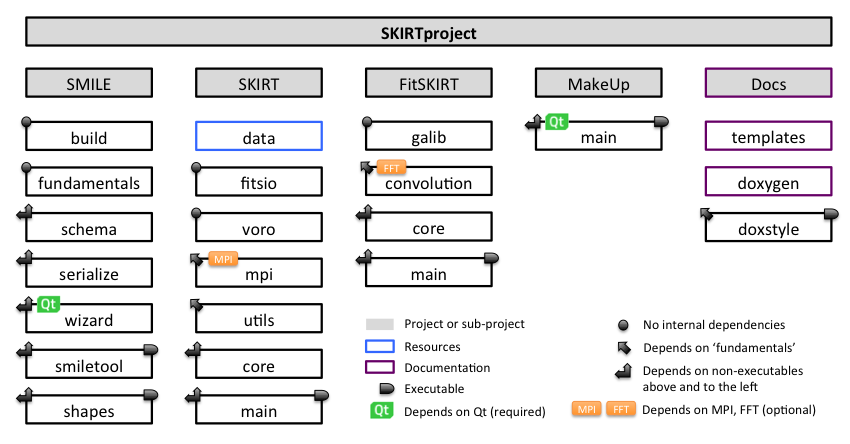 SKIRTproject
SMILE
SKIRT
FitSKIRT
MakeUp
Docs
build
data
galib
Qt
main
templates
fundamentals
fitsio
FFT
convolution
doxygen
schema
voro
core
doxstyle
serialize
MPI
mpi
main
Qt
wizard
utils
smiletool
core
shapes
main
Project or sub-project
Resources
Documentation
Executable
Qt Depends on Qt (required)
No internal dependencies
Depends on ‘fundamentals’
Depends on non-executables
above and to the left
MPI FFT Depends on MPI, FFT (optional)